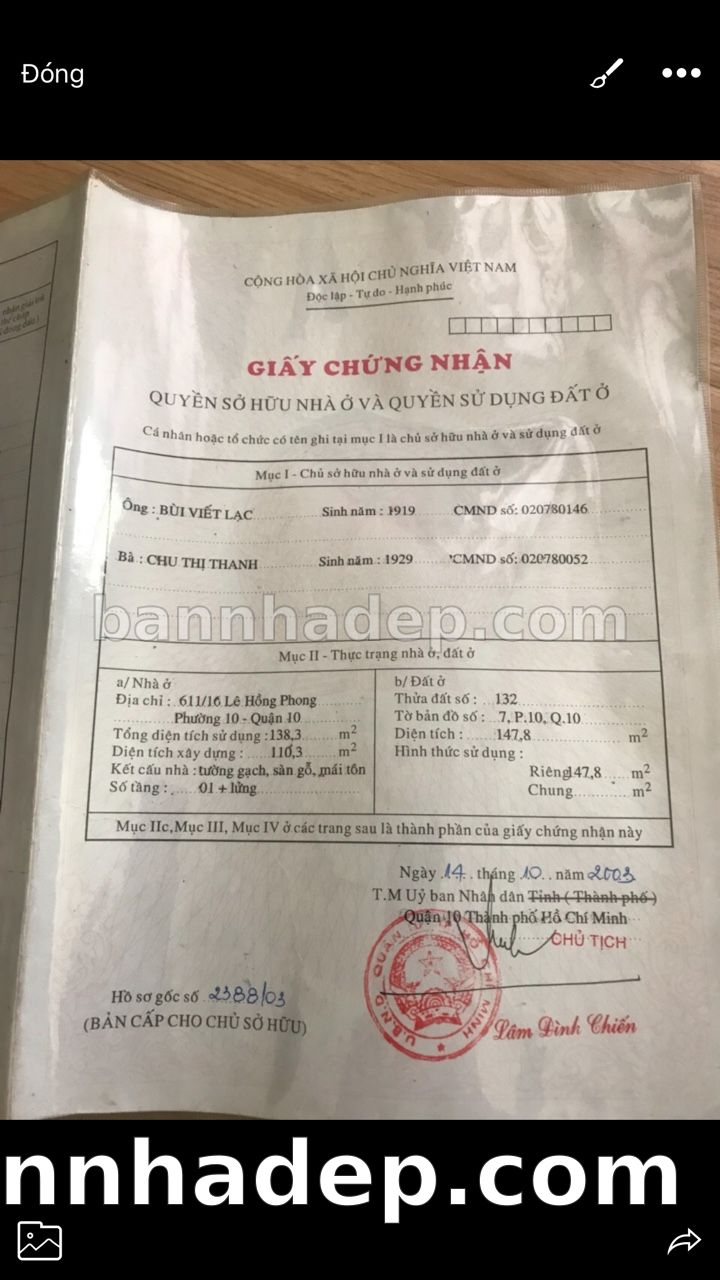 Đóng
CỘNG HÒA XÃ HỘI CHỦ NGHĨA VIỆT NAM
Độc lập - Tự do - Hạnh phúc
GIẤY CHỨNG NHẬN
QUYỀN SỞ HỮU NHÀ Ở VÀ QUYỀN SỬ DỤNG ĐẤT Ở
Cá nhân hoặc tổ chức có tên ghi tại mục I là chủ sở hữu nhà ở và sử dụng đất ở
Mục I - Chủ sở hữu nhà ở và sử dụng đất ở
Ông : BÙI VIẾT LẠC Sinh năm : 1919 CMND số: 020780146
Bà : CHU THỊ THANH Sinh năm : 1929 CMND số: 020780052
bannhadep.com
Mục II - Thực trạng nhà ở, đất ở
a/ Nhà ở
Địa chỉ : 611/16 Lê Hồng Phong
Phường 10 - Quận 10
Tổng diện tích sử dụng :138,3 m²
Diện tích xây dựng : 110,3 m²
Kết cấu nhà : tường gạch, sàn gỗ, mái tôn
Số tầng : 01 + lửng
b/ Đất ở
Thửa đất số : 132
Tờ bản đồ số : 7, P.10, Q.10
Diện tích : 147,8 m²
Hình thức sử dụng :
Riêng 147,8 m²
Chung m²
Mục IIc,Mục III, Mục IV ở các trang sau là thành phần của giấy chứng nhận này
Ngày 14 tháng 10 năm 2003
T.M Uỷ ban Nhân dân Tỉnh ( Thành phố )
Quận 10 Thành phố Hồ Chí Minh
CHỦ TỊCH
Hồ sơ gốc số 2388/03
(BẢN CẤP CHO CHỦ SỞ HỮU)
Lâm Đình Chiến
nnhadep.com